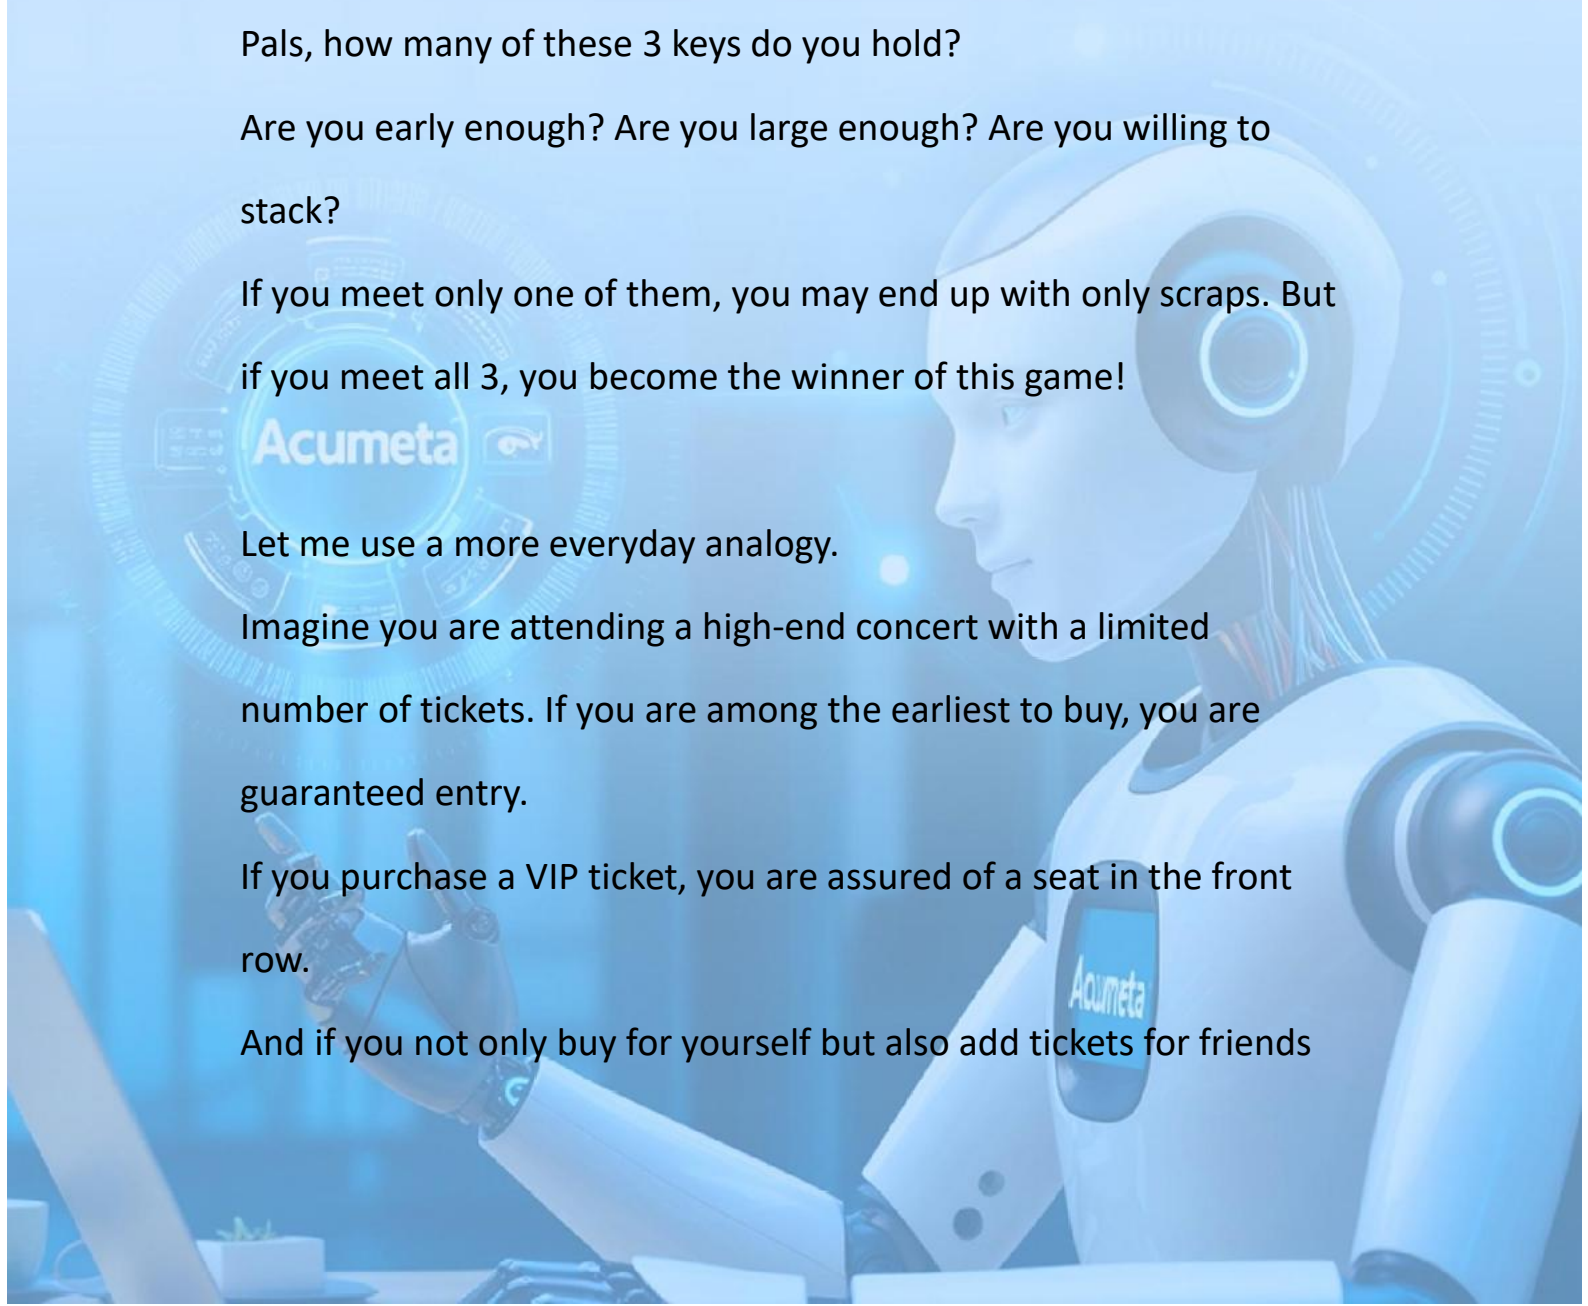 Pals, how many of these 3 keys do you hold?
Are you early enough? Are you large enough? Are you willing to
stack?
If you meet only one of them, you may end up with only scraps. But
if you meet all 3, you become the winner of this game!
Acumeta
Let me use a more everyday analogy.
Imagine you are attending a high-end concert with a limited
number of tickets. If you are among the earliest to buy, you are
guaranteed entry.
If you purchase a VIP ticket, you are assured of a seat in the front
row.
Acumeta
And if you not only buy for yourself but also add tickets for friends